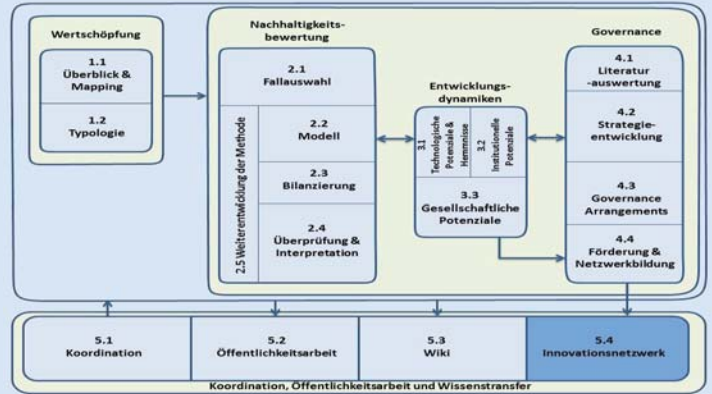 Wertschöpfung
1.1
Überblick &
Mapping
1.2
Typologie
Nachhaltigkeits-
bewertung
2.1
Fallauswahl
2.2
Modell
2.3
Bilanzierung
2.4
Überprüfung &
Interpretation
2.5 Weiterentwicklung der Methode
Entwicklungs-
dynamiken
3.1
Technologische
Potenziale &
Hemmnisse
3.2
Institutionelle
Potenziale
3.3
Gesellschaftliche
Potenziale
Governance
4.1
Literatur
-auswertung
4.2
Strategie-
entwicklung
4.3
Governance
Arrangements
4.4
Förderung &
Netzwerkbildung
5.1
Koordination
5.2
Öffentlichkeitsarbeit
5.3
Wiki
5.4
Innovationsnetzwerk
Koordination, Öffentlichkeitsarbeit und Wissenstransfer